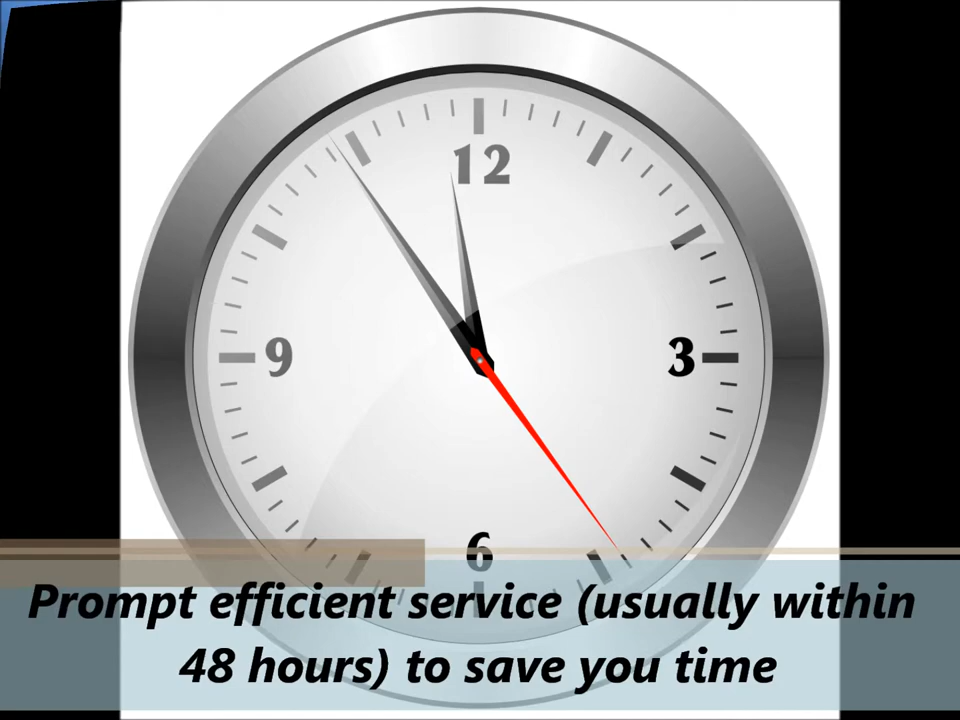 12
9
3
6
Prompt efficient service (usually within
48 hours) to save you time